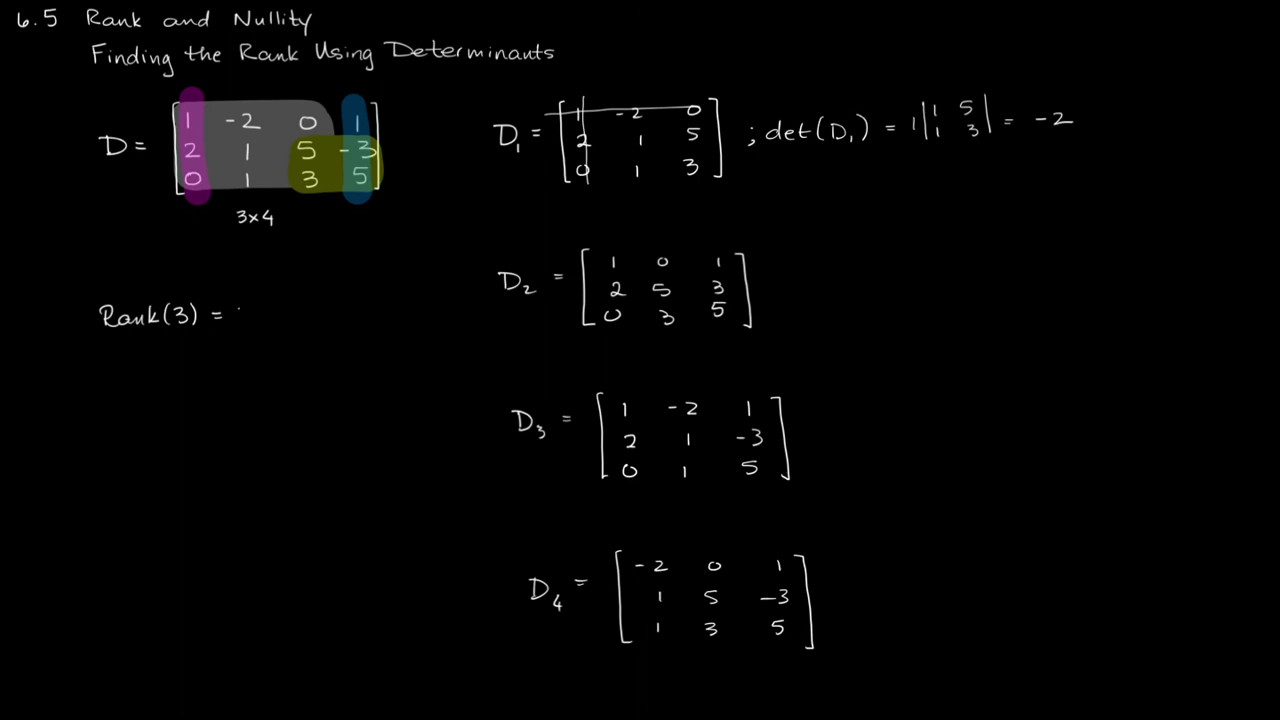 6.5 Rank and Nullity
Finding the Rank Using Determinants
D = [1 -2 0 1
2 1 5 -3
0 1 3 5]
3×4
Rank(3) =
D₁ = [1 -2 0
2 1 5
0 1 3] ; det(D₁) = 1 |1 5
1 3| = -2
D₂ = [1 0 1
2 5 3
0 3 5]
D₃ = [1 -2 1
2 1 -3
0 1 5]
D₄ = [-2 0 1
1 5 -3
1 3 5]